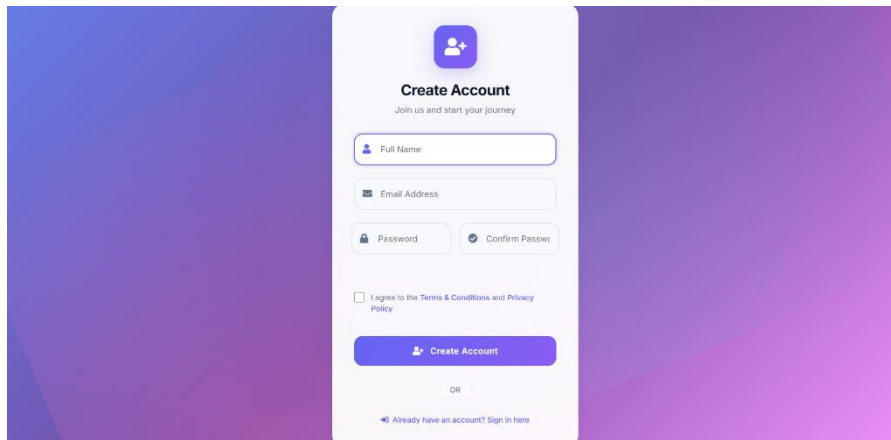 Create Account
Join us and start your journey
Full Name
Email Address
Password Confirm Passwo
I agree to the Terms & Conditions and Privacy
Policy
Create Account
OR
Already have an account? Sign in here